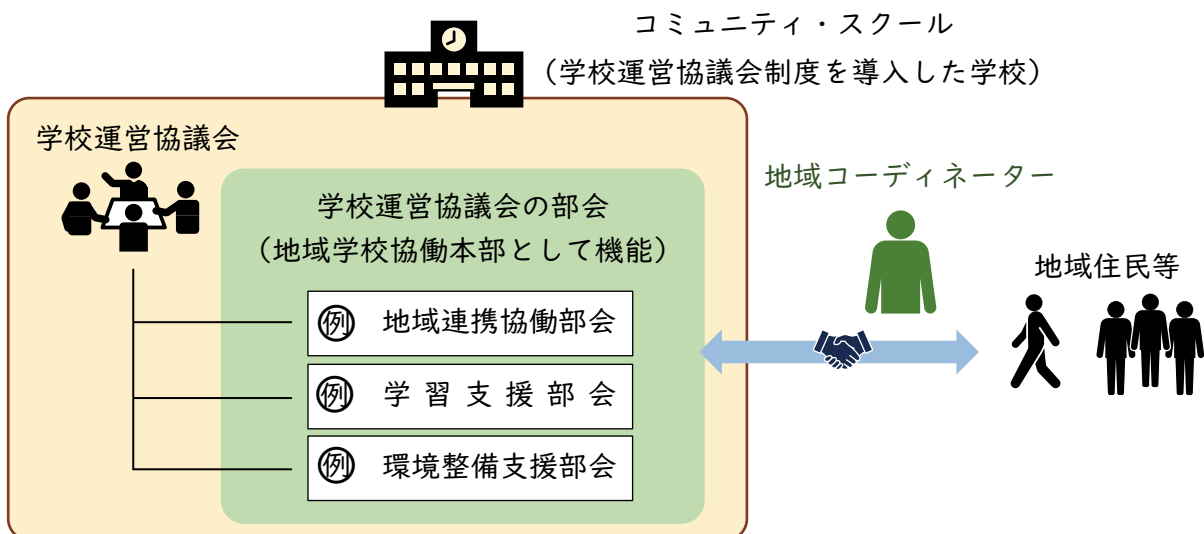 コミュニティ・スクール
（学校運営協議会制度を導入した学校）
学校運営協議会
学校運営協議会の部会
（地域学校協働本部として機能）
例 地域連携協働部会
例 学習支援部会
例 環境整備支援部会
地域コーディネーター
地域住民等